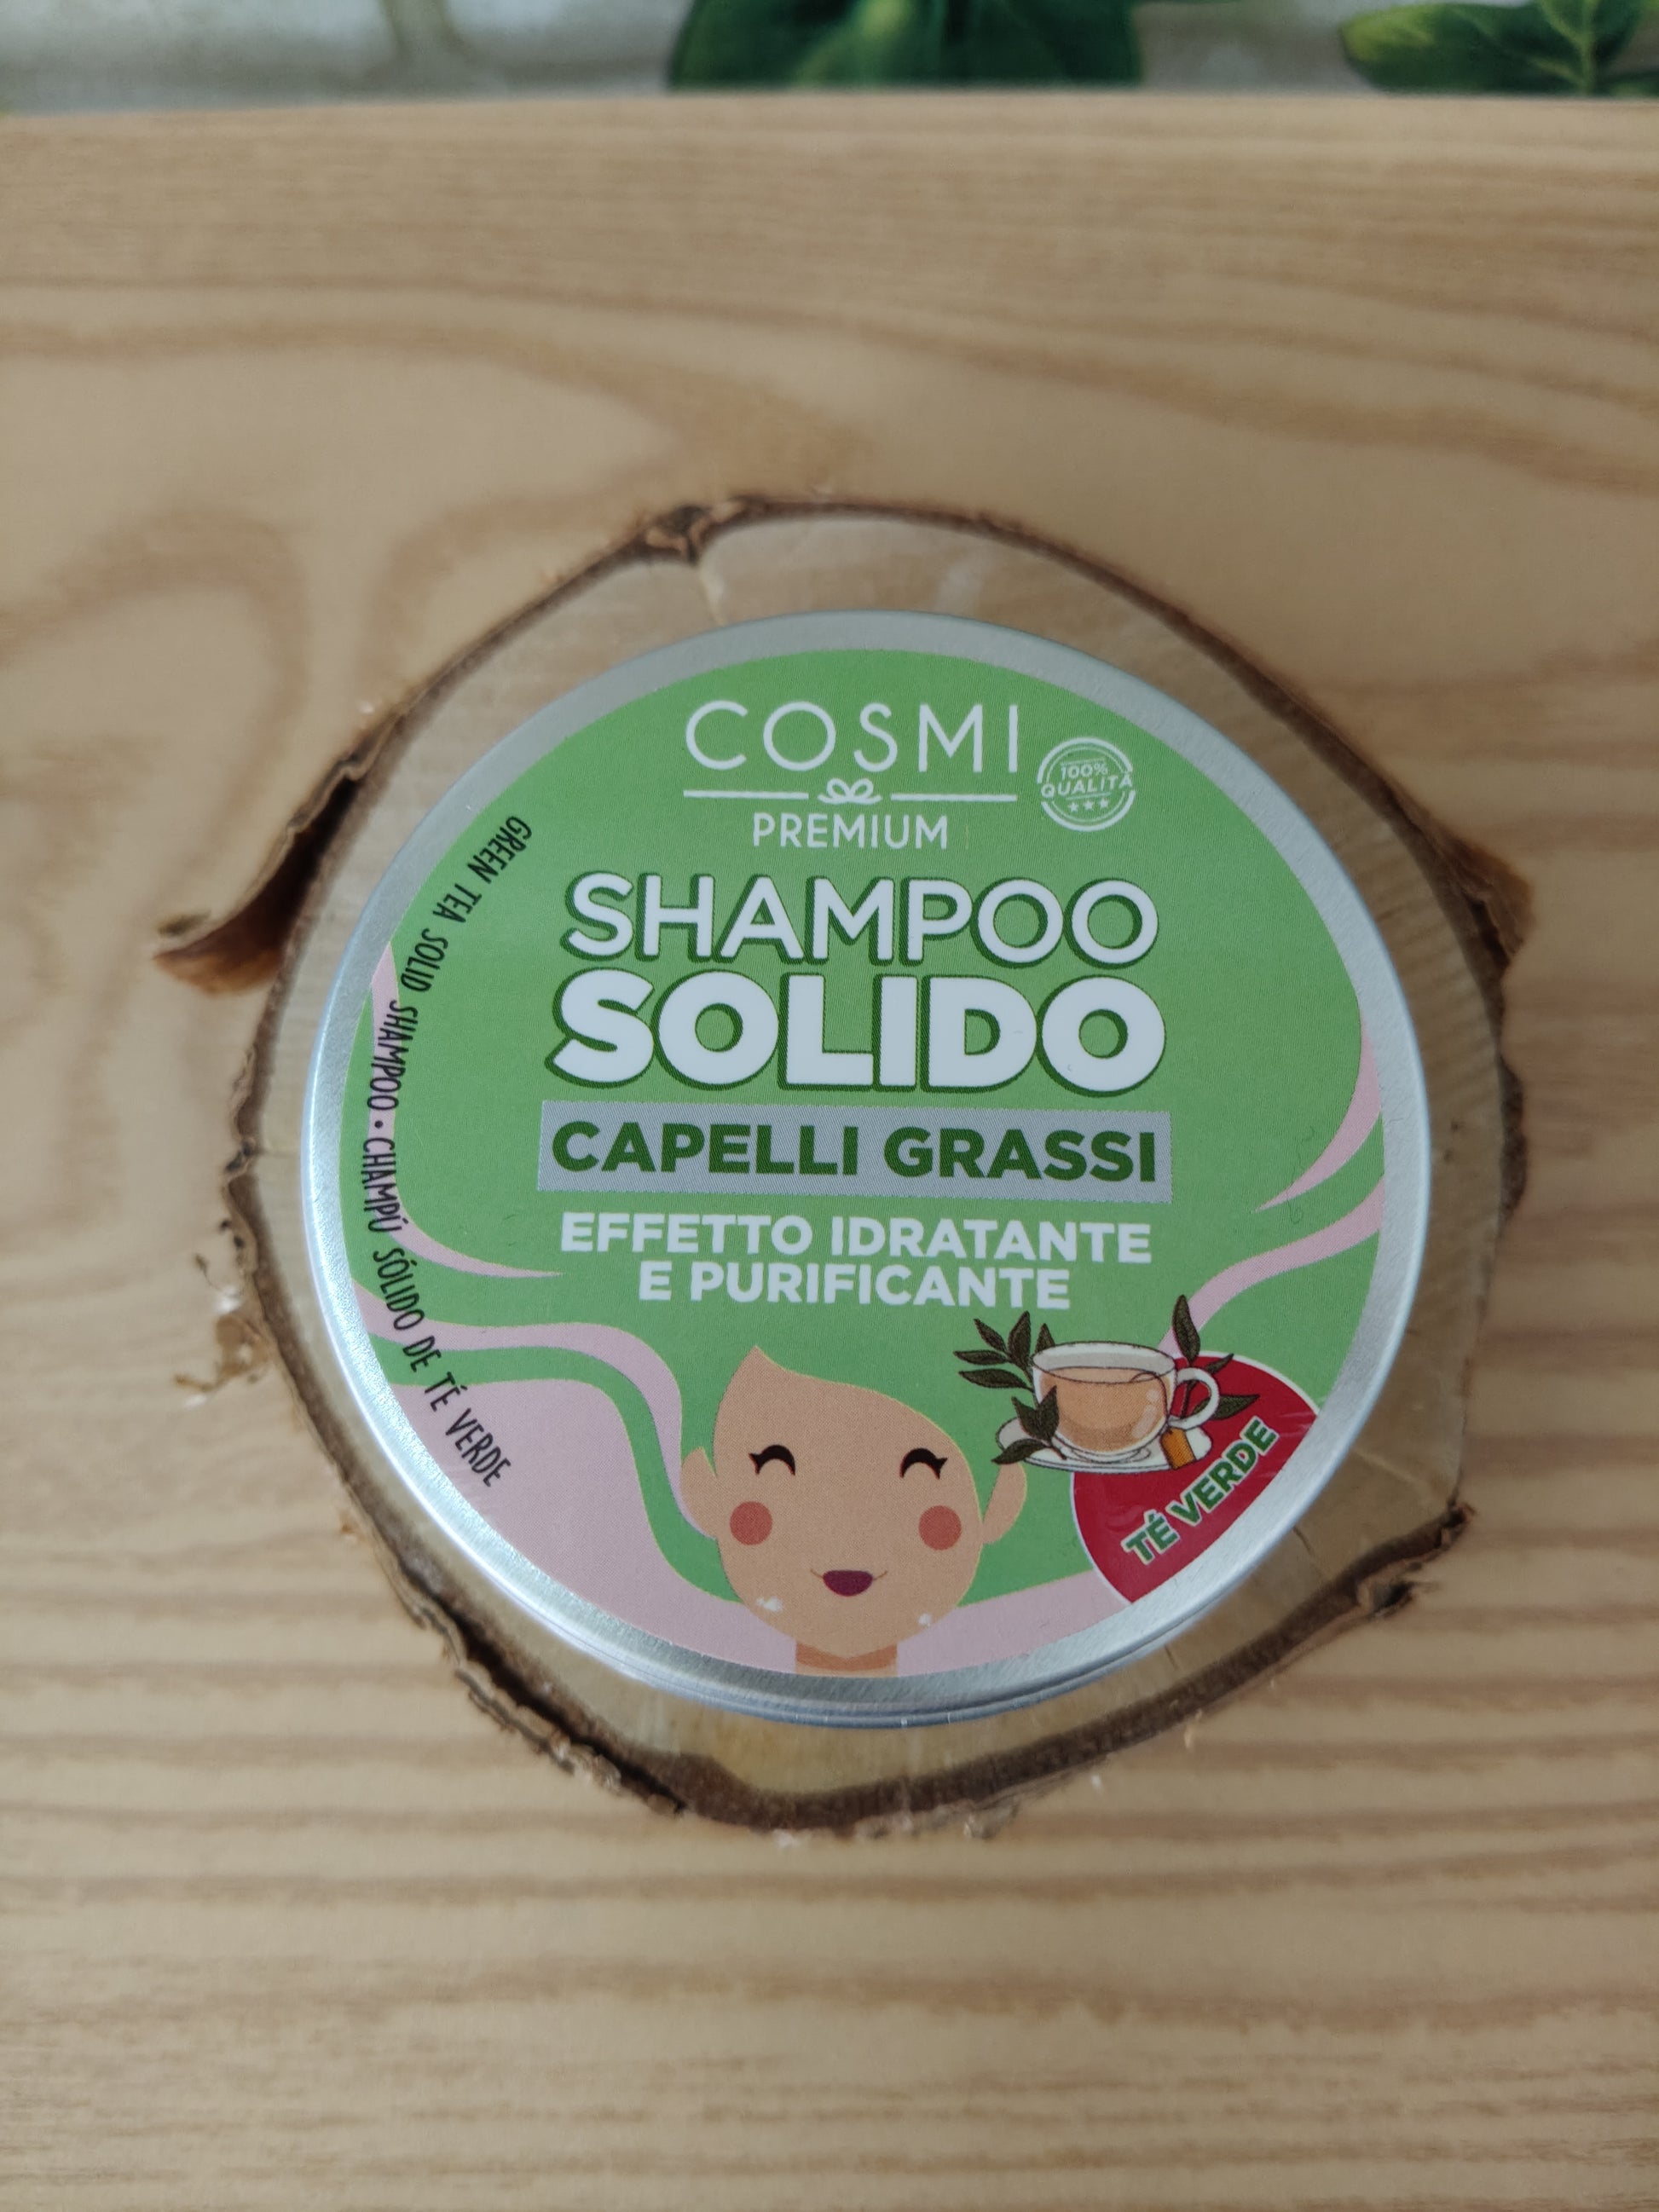 COSMI
PREMIUM
100%
QUALITÀ
SHAMPOO
SOLIDO
CAPELLI GRASSI
EFFETTO IDRATANTE
E PURIFICANTE
TÉ VERDE
GREEN TEA SOLID SHAMPOO • CHAMPÚ SÓLIDO DE TÉ VERDE